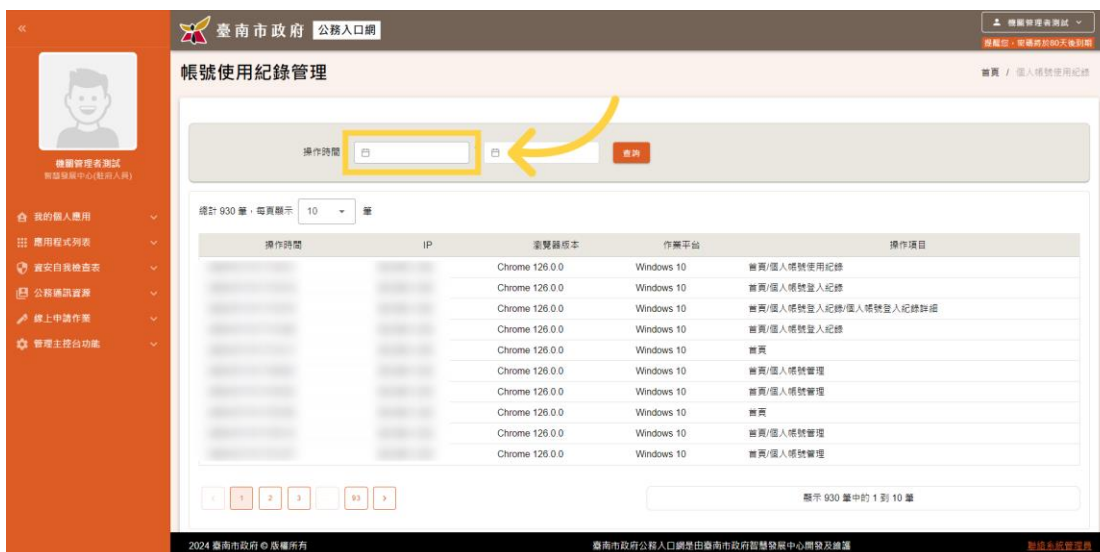 臺南市政府 公務入口網
機關管理者測試
提醒您，密碼將於80天後到期
帳號使用紀錄管理
首頁 / 個人帳號使用紀錄
機關管理者測試
智慧發展中心(駐府人員)
我的個人應用
應用程式列表
資安自我檢查表
公務通訊資源
線上申請作業
管理主控台功能
操作時間
查詢
總計 930 筆，每頁顯示 10 筆
操作時間 IP 瀏覽器版本 作業平台 操作項目
Chrome 126.0.0 Windows 10 首頁/個人帳號使用紀錄
Chrome 126.0.0 Windows 10 首頁/個人帳號登入紀錄
Chrome 126.0.0 Windows 10 首頁/個人帳號登入紀錄/個人帳號登入紀錄詳細
Chrome 126.0.0 Windows 10 首頁/個人帳號登入紀錄
Chrome 126.0.0 Windows 10 首頁
Chrome 126.0.0 Windows 10 首頁/個人帳號管理
Chrome 126.0.0 Windows 10 首頁/個人帳號管理
Chrome 126.0.0 Windows 10 首頁
Chrome 126.0.0 Windows 10 首頁/個人帳號管理
Chrome 126.0.0 Windows 10 首頁/個人帳號管理
1 2 3 93
顯示 930 筆中的 1 到 10 筆
2024 臺南市政府 © 版權所有
臺南市政府公務入口網是由臺南市政府智慧發展中心開發及維護
聯絡系統管理員